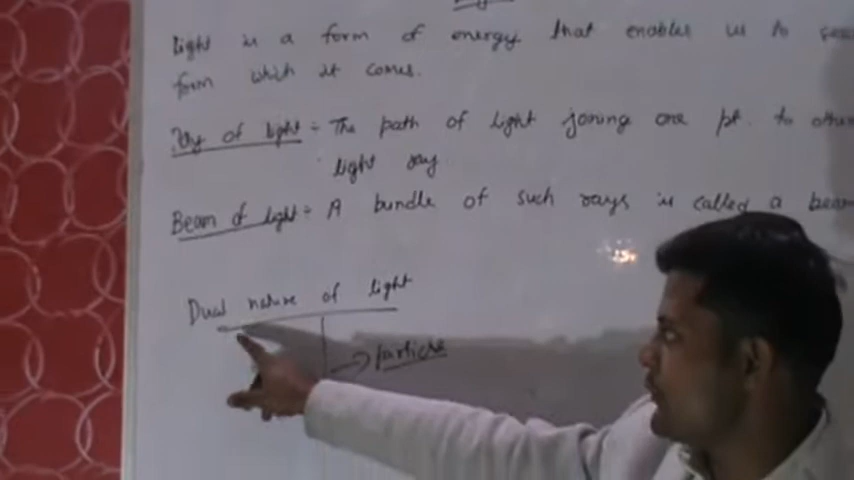 Light is a form of energy that enables us to
form which it comes.
Ray of light :- The path of light joining one pt. to other
light ray
Beam of light :- A bundle of such rays is called a beam
Dual nature of light
→ Particle